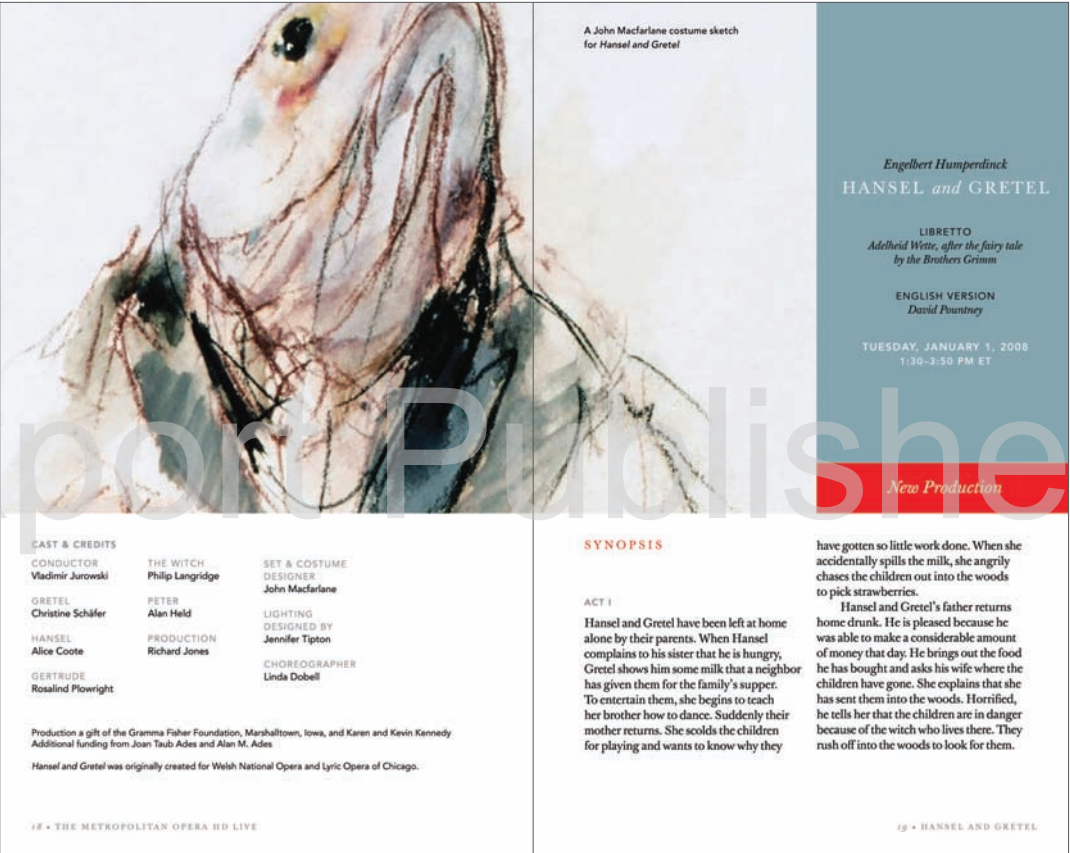 A John Macfarlane costume sketch
for Hansel and Gretel
Engelbert Humperdinck
HANSEL and GRETEL
LIBRETTO
Adelheid Wette, after the fairy tale
by the Brothers Grimm
ENGLISH VERSION
David Pountney
TUESDAY, JANUARY 1, 2008
1:30–3:50 PM ET
port Publishe
New Production
CAST & CREDITS
CONDUCTOR
Vladimir Jurowski
GRETEL
Christine Schäfer
HANSEL
Alice Coote
GERTRUDE
Rosalind Plowright
THE WITCH
Philip Langridge
PETER
Alan Held
PRODUCTION
Richard Jones
SET & COSTUME
DESIGNER
John Macfarlane
LIGHTING
DESIGNED BY
Jennifer Tipton
CHOREOGRAPHER
Linda Dobell
Production a gift of the Gramma Fisher Foundation, Marshalltown, Iowa, and Karen and Kevin Kennedy
Additional funding from Joan Taub Ades and Alan M. Ades
Hansel and Gretel was originally created for Welsh National Opera and Lyric Opera of Chicago.
18 • THE METROPOLITAN OPERA HD LIVE
SYNOPSIS
ACT I
Hansel and Gretel have been left at home
alone by their parents. When Hansel
complains to his sister that he is hungry,
Gretel shows him some milk that a neighbor
has given them for the family's supper.
To entertain them, she begins to teach
her brother how to dance. Suddenly their
mother returns. She scolds the children
for playing and wants to know why they
have gotten so little work done. When she
accidentally spills the milk, she angrily
chases the children out into the woods
to pick strawberries.
Hansel and Gretel's father returns
home drunk. He is pleased because he
was able to make a considerable amount
of money that day. He brings out the food
he has bought and asks his wife where the
children have gone. She explains that she
has sent them into the woods. Horrified,
he tells her that the children are in danger
because of the witch who lives there. They
rush off into the woods to look for them.
19 • HANSEL AND GRETEL